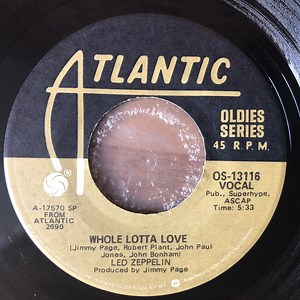 ATLANTIC
OLDIES
SERIES
45 R.P.M.
OS-13116
VOCAL
Pub., Superhype,
ASCAP
Time: 5:33
A-17570 SP
FROM
ATLANTIC
2690
WHOLE LOTTA LOVE
(Jimmy Page, Robert Plant, John Paul
Jones, John Bonham)
LED ZEPPELIN
Produced by Jimmy Page